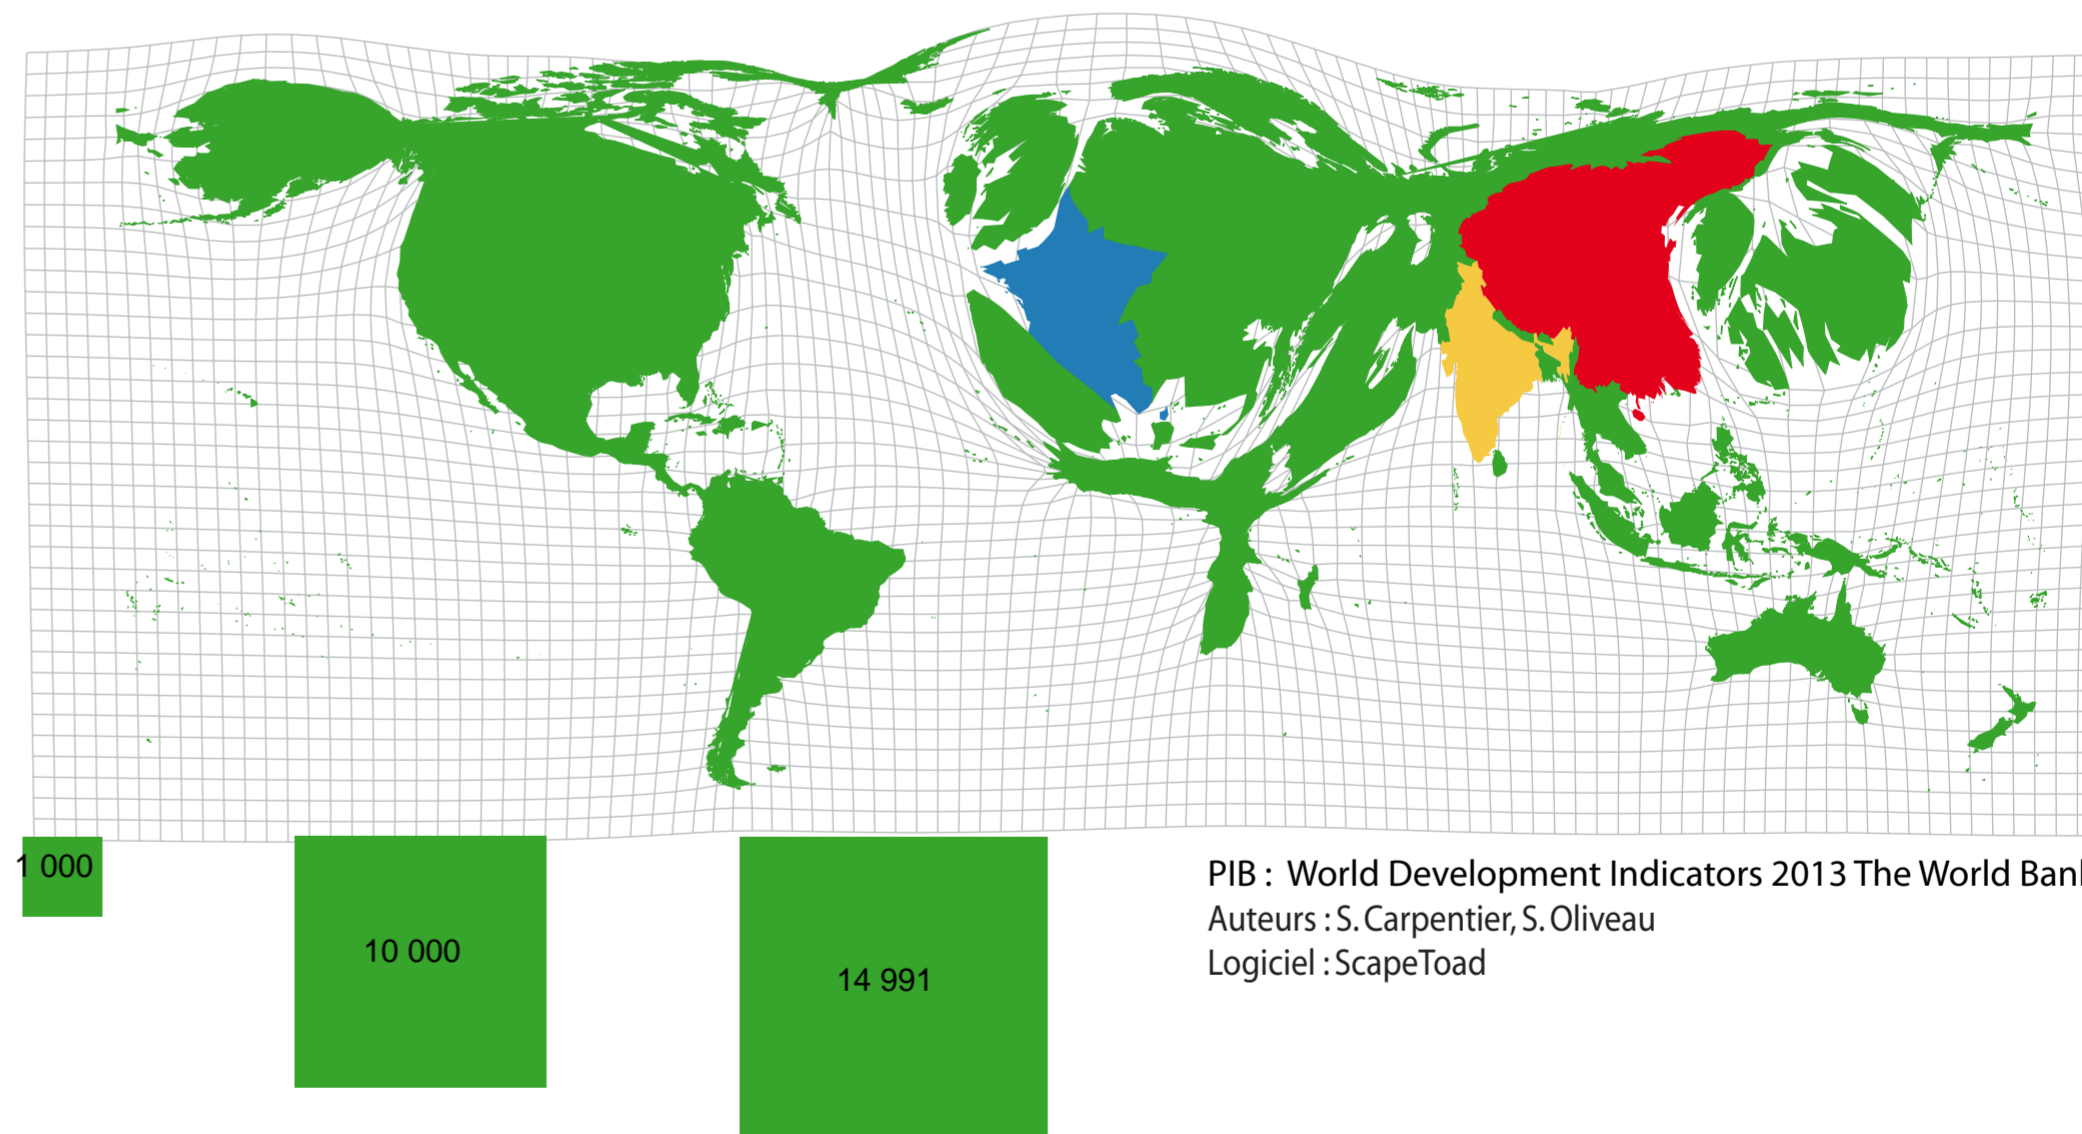 1 000
10 000
14 991
PIB : World Development Indicators 2013 The World Ban
Auteurs : S. Carpentier, S. Oliveau
Logiciel : ScapeToad